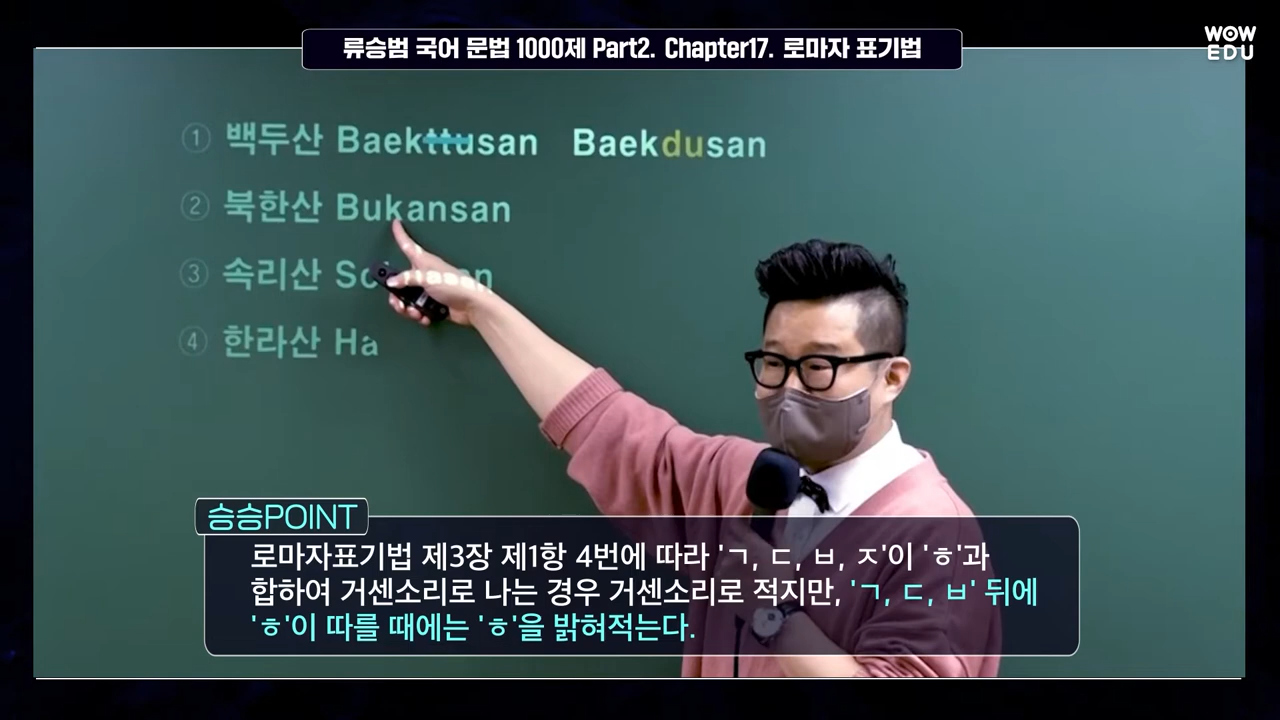 류승범 국어 문법 1000제 Part2. Chapter17. 로마자 표기법
WOW
EDU
① 백두산 Baekttusan Baekdusan
② 북한산 Bukansan
③ 속리산
④ 한라산 Ha
승승POINT
로마자표기법 제3장 제1항 4번에 따라 'ㄱ, ㄷ, ㅂ, ㅈ'이 'ㅎ'과
합하여 거센소리로 나는 경우 거센소리로 적지만, 'ㄱ, ㄷ, ㅂ' 뒤에
'ㅎ'이 따를 때에는 'ㅎ'을 밝혀적는다.